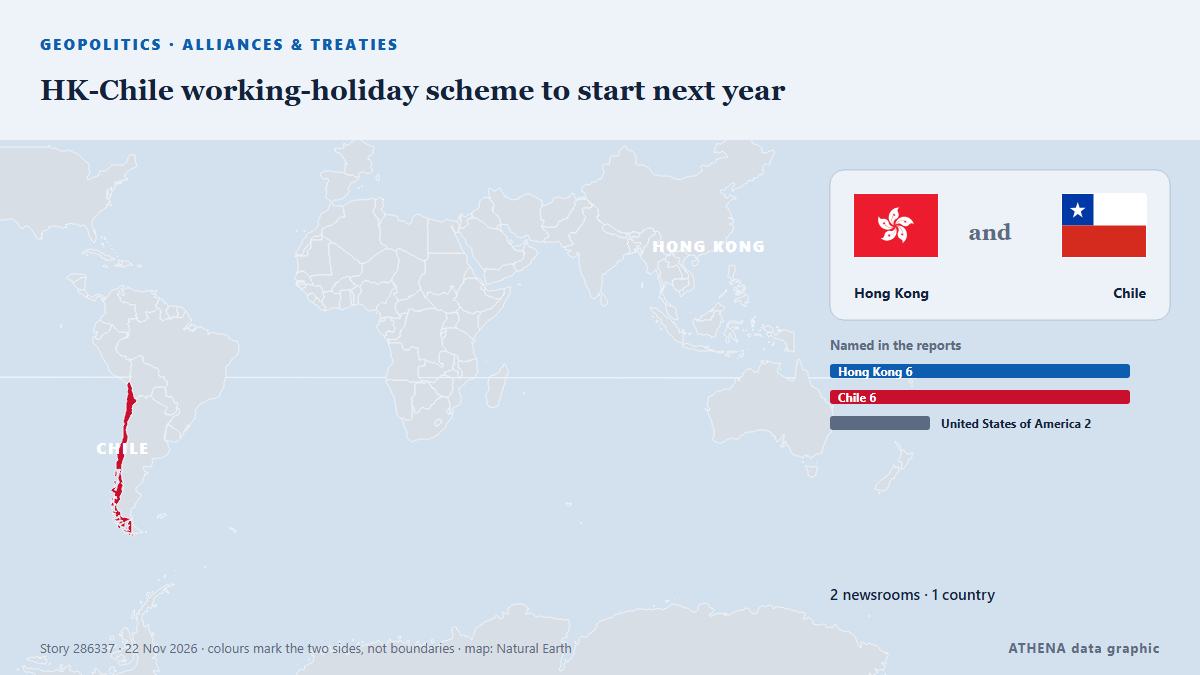 GEOPOLITICS · ALLIANCES & TREATIES
HK-Chile working-holiday scheme to start next year
HONG KONG
CHILE
and
Hong Kong
Chile
Named in the reports
Hong Kong 6
Chile 6
United States of America 2
2 newsrooms · 1 country
Story 286337 · 22 Nov 2026 · colours mark the two sides, not boundaries · map: Natural Earth
ATHENA data graphic